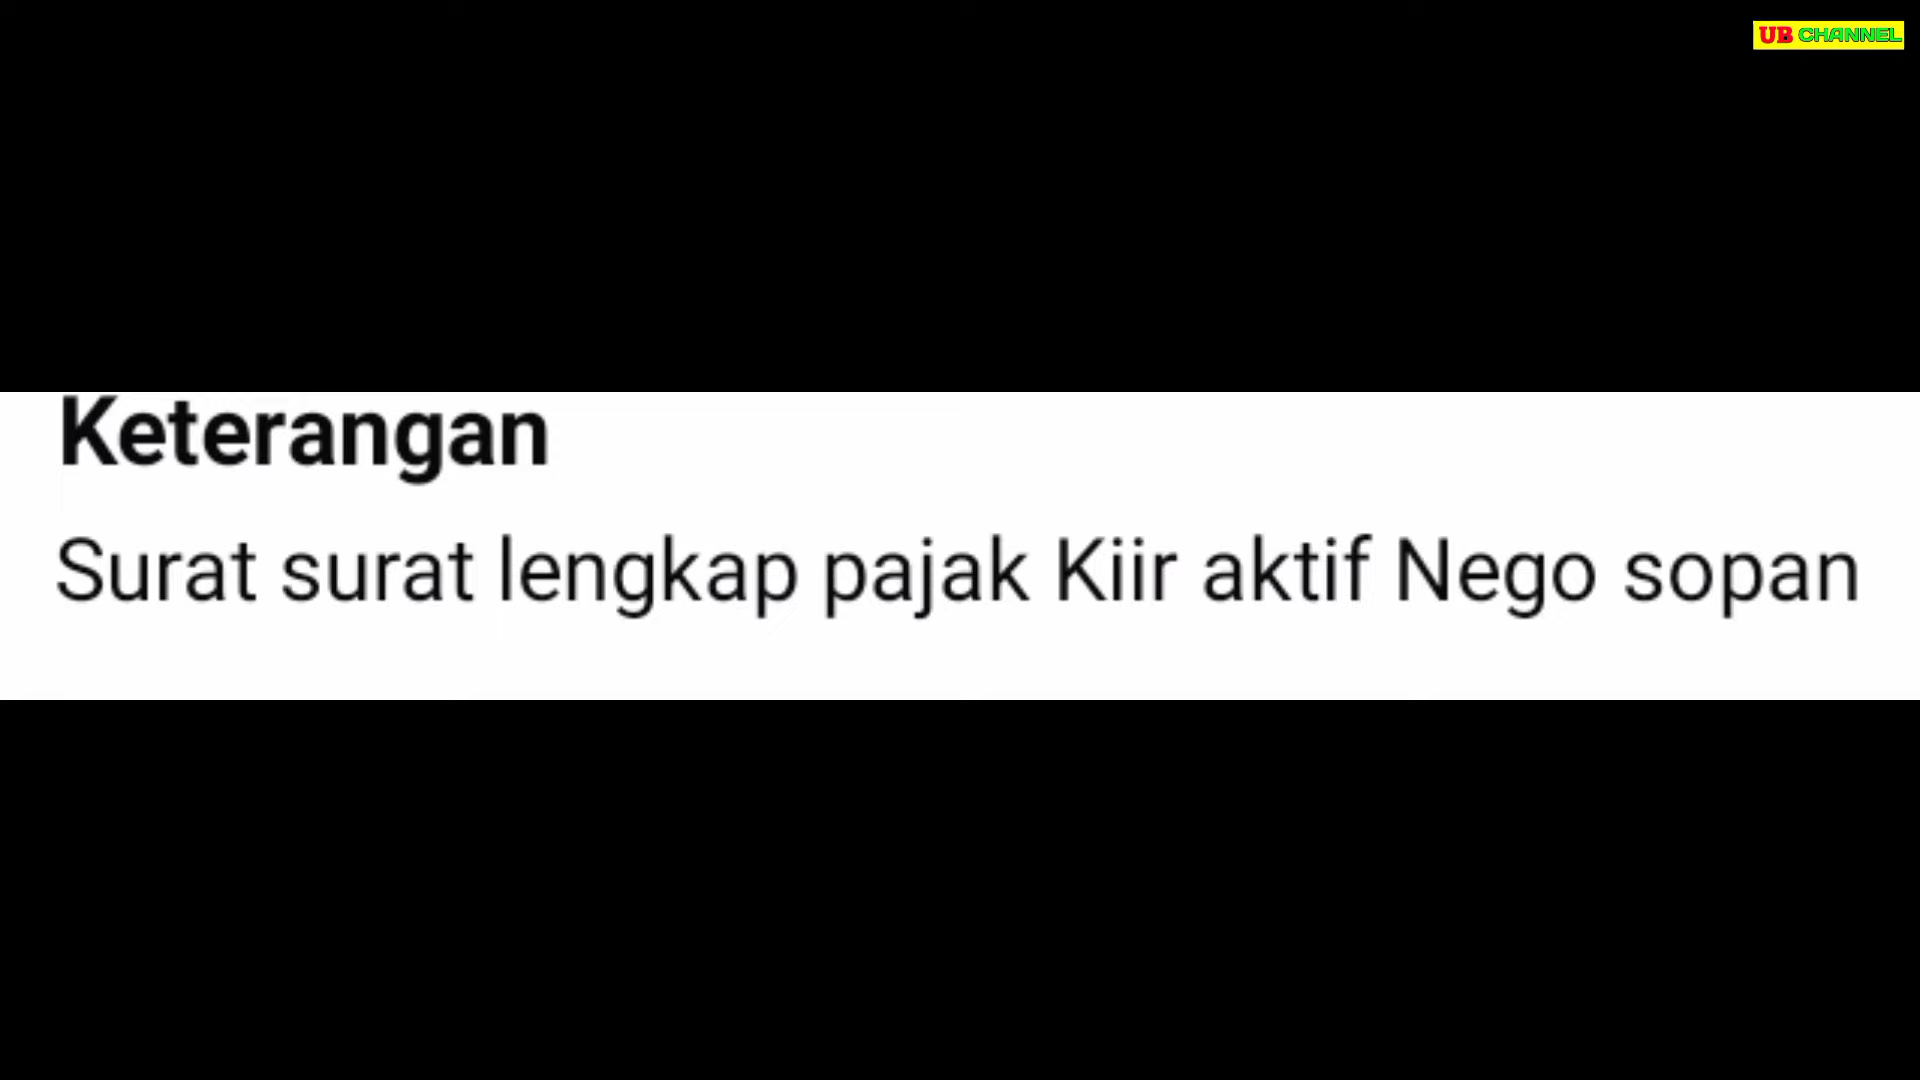 UB CHANNEL
Keterangan
Surat surat lengkap pajak Kiir aktif Nego sopan